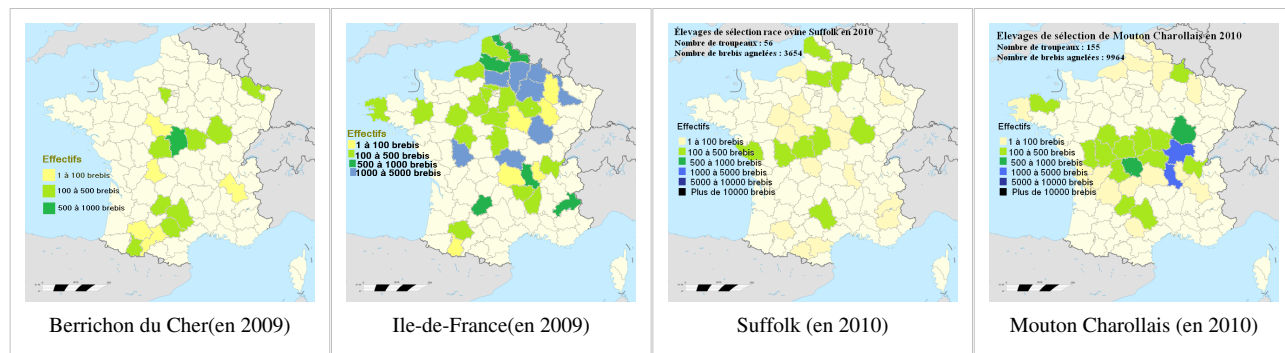 Effectifs
1 à 100 brebis
100 à 500 brebis
500 à 1000 brebis
Berrichon du Cher(en 2009)
Effectifs
1 à 100 brebis
100 à 500 brebis
500 à 1000 brebis
1000 à 5000 brebis
Ile-de-France(en 2009)
Élevages de sélection race ovine Suffolk en 2010
Nombre de troupeaux : 56
Nombre de brebis agnelées : 3654
Effectifs
1 à 100 brebis
100 à 500 brebis
500 à 1000 brebis
1000 à 5000 brebis
5000 à 10000 brebis
Plus de 10000 brebis
Suffolk (en 2010)
Elevages de sélection de Mouton Charollais en 2010
Nombre de troupeaux : 155
Nombre de brebis agnelées : 9964
Effectifs
1 à 100 brebis
100 à 500 brebis
500 à 1000 brebis
1000 à 5000 brebis
5000 à 10000 brebis
Plus de 10000 brebis
Mouton Charollais (en 2010)